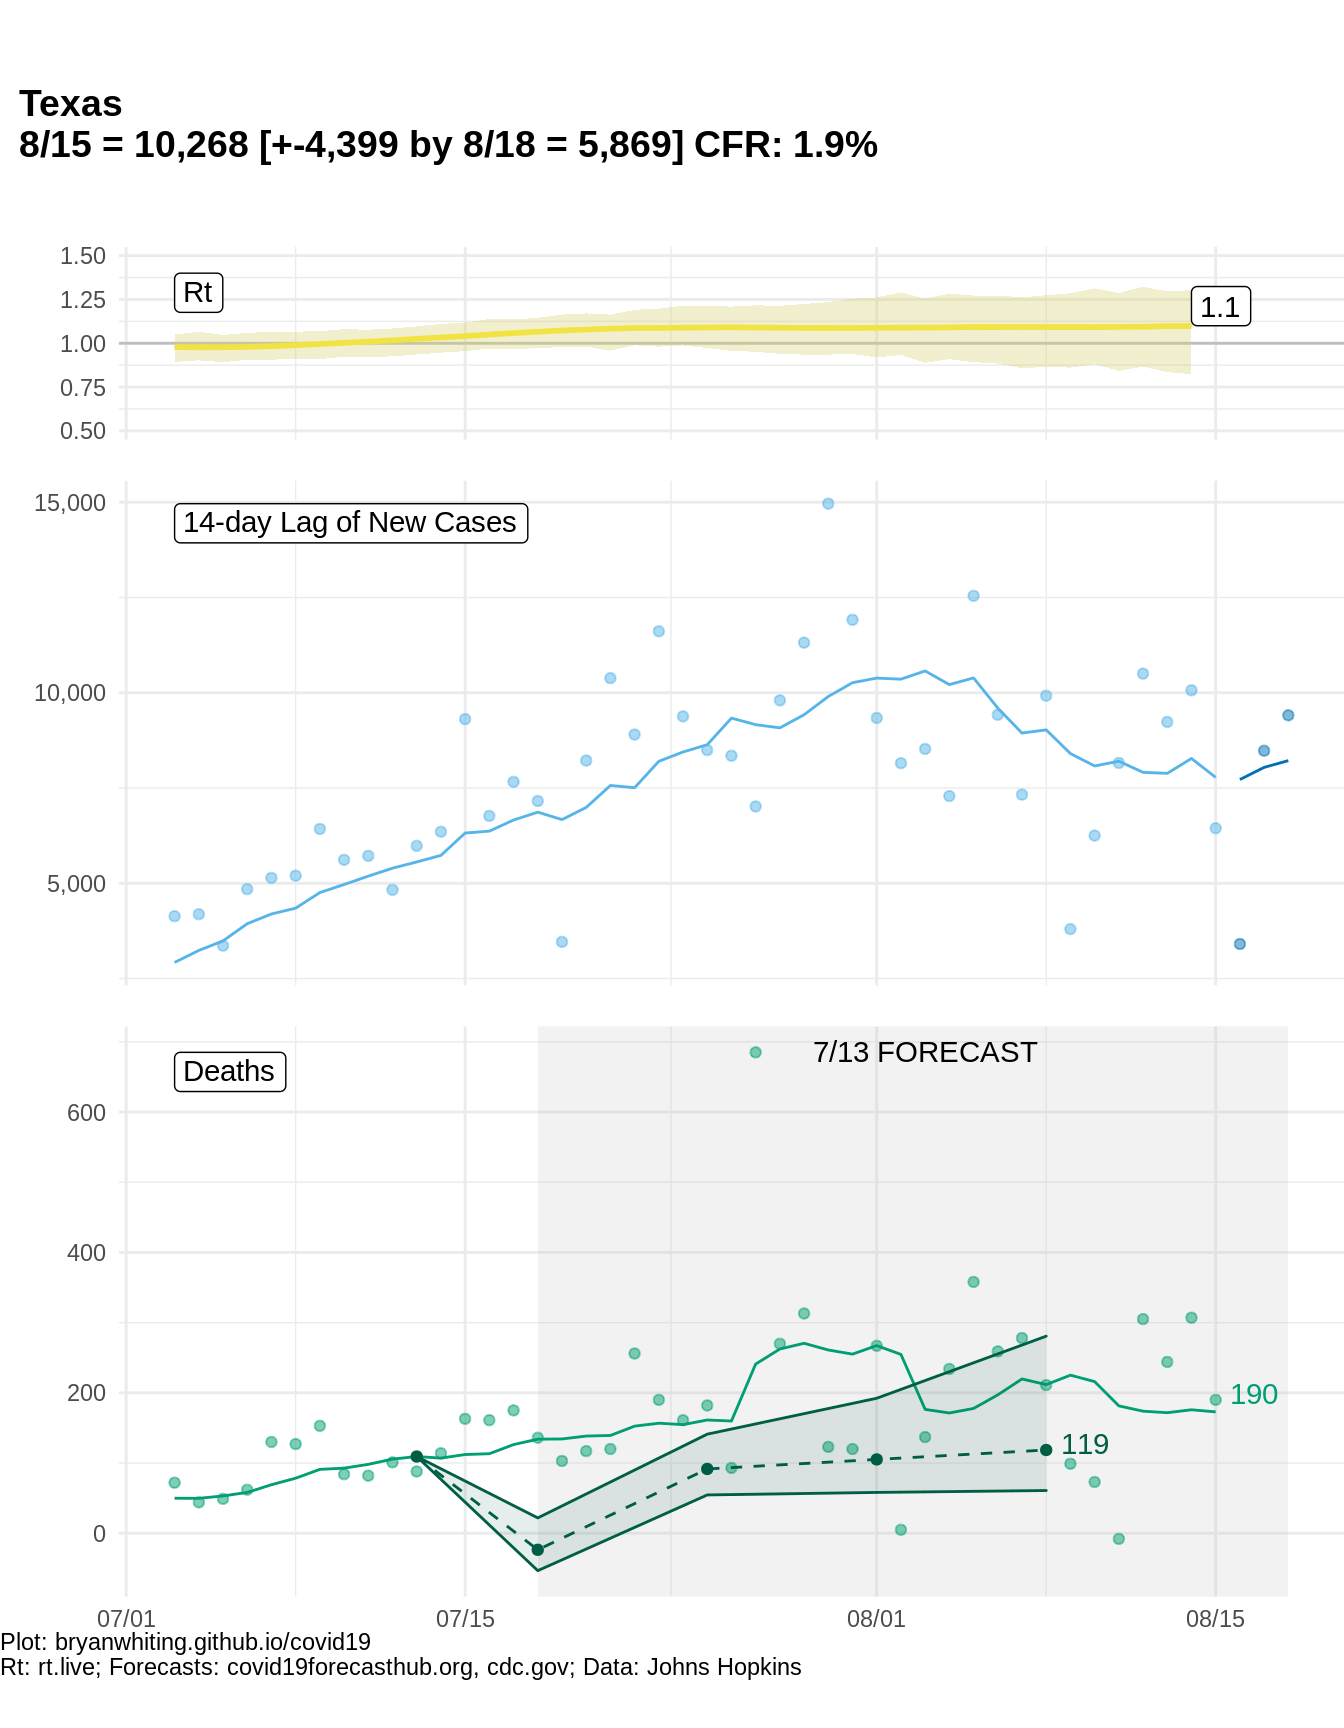 Texas
8/15 = 10,268 [+-4,399 by 8/18 = 5,869] CFR: 1.9%
1.50
1.25
1.00
0.75
0.50
Rt
1.1
15,000
10,000
5,000
14-day Lag of New Cases
7/13 FORECAST
Deaths
600
400
200
0
190
119
07/01
07/15
08/01
08/15
Plot: bryanwhiting.github.io/covid19
Rt: rt.live; Forecasts: covid19forecasthub.org, cdc.gov; Data: Johns Hopkins